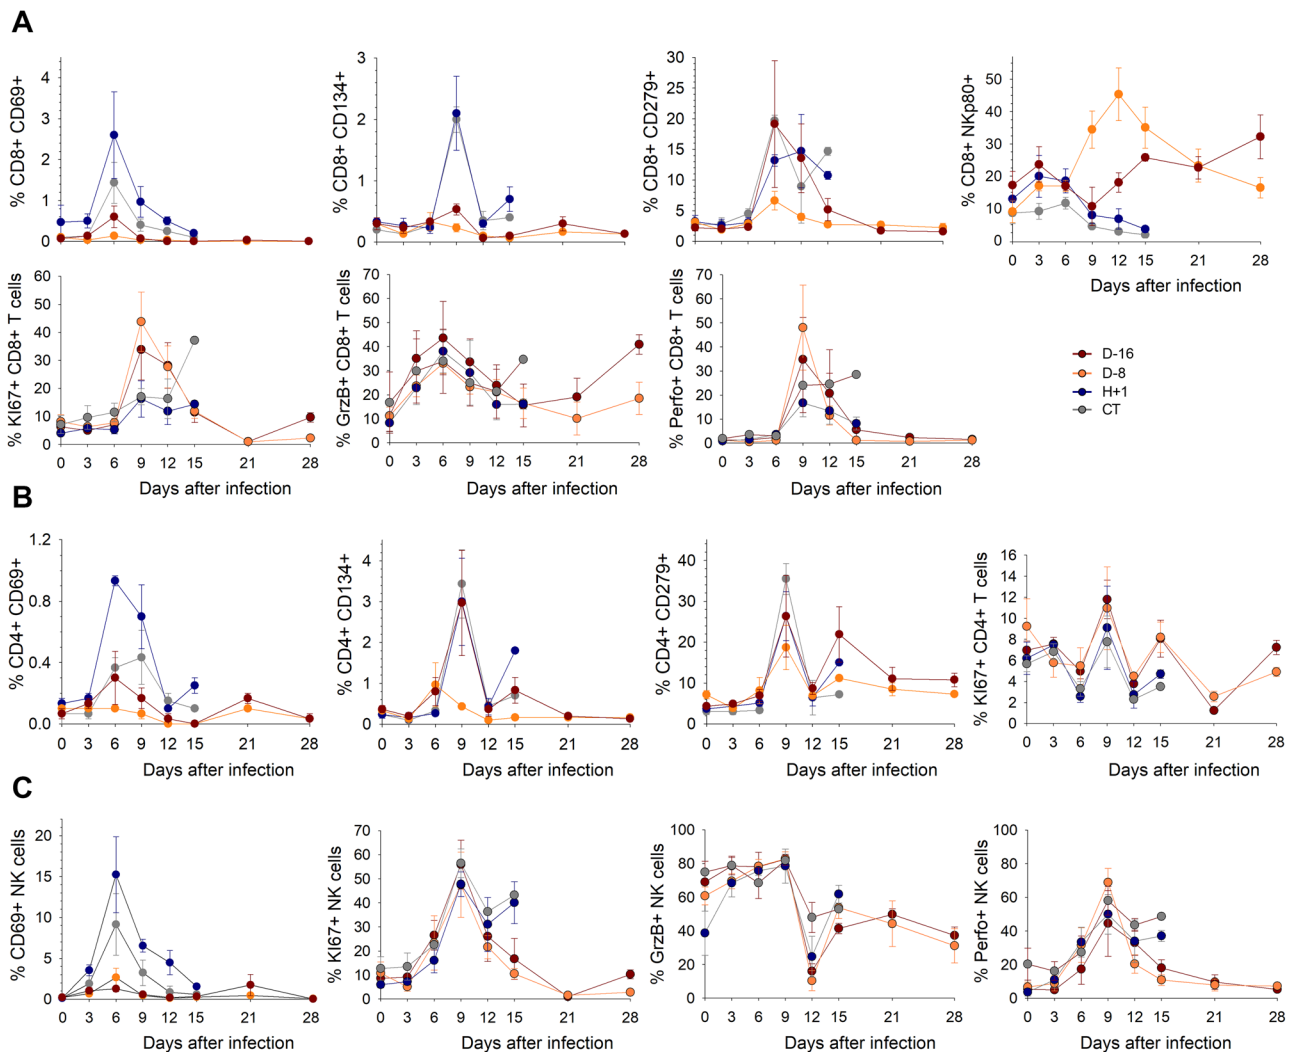 A
% CD8+ CD69+
4
3
2
1
0
% CD8+ CD134+
3
2
1
0
% CD8+ CD279+
30
25
20
15
10
5
0
% CD8+ NKp80+
50
40
30
20
10
0
0 3 6 9 12 15 21 28
Days after infection
% KI67+ CD8+ T cells
60
50
40
30
20
10
0
0 3 6 9 12 15 21 28
Days after infection
% GrzB+ CD8+ T cells
70
60
50
40
30
20
10
0
0 3 6 9 12 15 21 28
Days after infection
% Perfo+ CD8+ T cells
70
60
50
40
30
20
10
0
0 3 6 9 12 15 21 28
Days after infection
D-16
D-8
H+1
CT
B
% CD4+ CD69+
1.2
0.8
0.4
0.0
0 3 6 9 12 15 21 28
Days after infection
% CD4+ CD134+
4
3
2
1
0
0 3 6 9 12 15 21 28
Days after infection
% CD4+ CD279+
40
30
20
10
0
0 3 6 9 12 15 21 28
Days after infection
% KI67+ CD4+ T cells
16
14
12
10
8
6
4
2
0
0 3 6 9 12 15 21 28
Days after infection
C
% CD69+ NK cells
20
15
10
5
0
0 3 6 9 12 15 21 28
Days after infection
% KI67+ NK cells
70
60
50
40
30
20
10
0
0 3 6 9 12 15 21 28
Days after infection
% GrzB+ NK cells
100
80
60
40
20
0
0 3 6 9 12 15 21 28
Days after infection
% Perfo+ NK cells
100
80
60
40
20
0
0 3 6 9 12 15 21 28
Days after infection